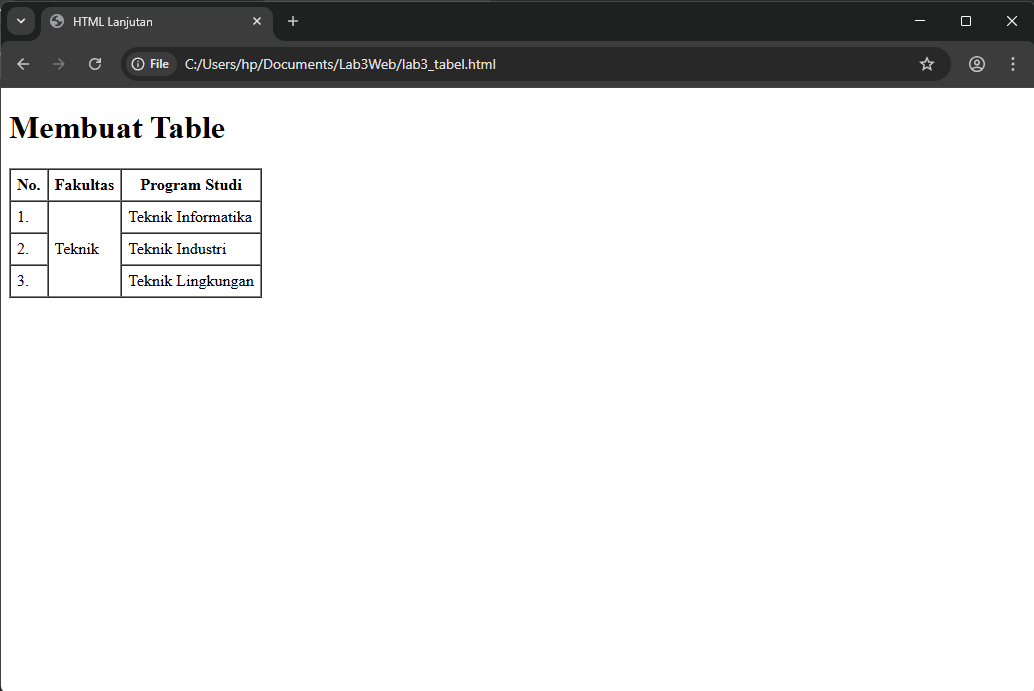 HTML Lanjutan
File C:/Users/hp/Documents/Lab3Web/lab3_tabel.html
Membuat Table
No. Fakultas Program Studi
1. Teknik Informatika
2. Teknik Teknik Industri
3. Teknik Lingkungan